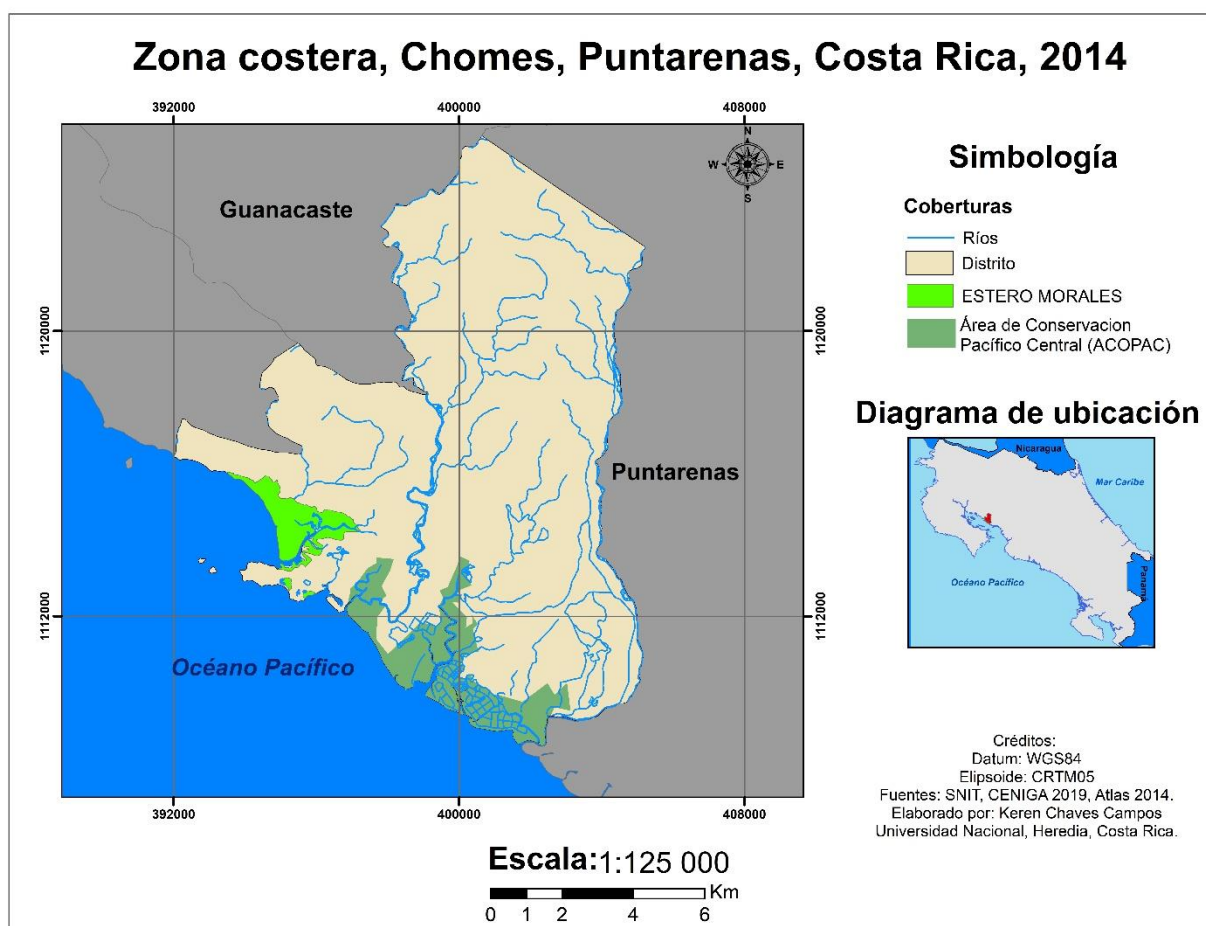 Zona costera, Chomes, Puntarenas, Costa Rica, 2014
392000
400000
408000
N
W
E
S
Guanacaste
Puntarenas
Océano Pacífico
1120000
1120000
1112000
1112000
392000
400000
408000
Simbología
Coberturas
Ríos
Distrito
ESTERO MORALES
Área de Conservacion
Pacífico Central (ACOPAC)
Diagrama de ubicación
Nicaragua
Mar Caribe
Océano Pacífico
Panamá
Créditos:
Datum: WGS84
Elipsoide: CRTM05
Fuentes: SNIT, CENIGA 2019, Atlas 2014.
Elaborado por: Keren Chaves Campos
Universidad Nacional, Heredia, Costa Rica.
Escala:1:125 000
Km
0 1 2 4 6